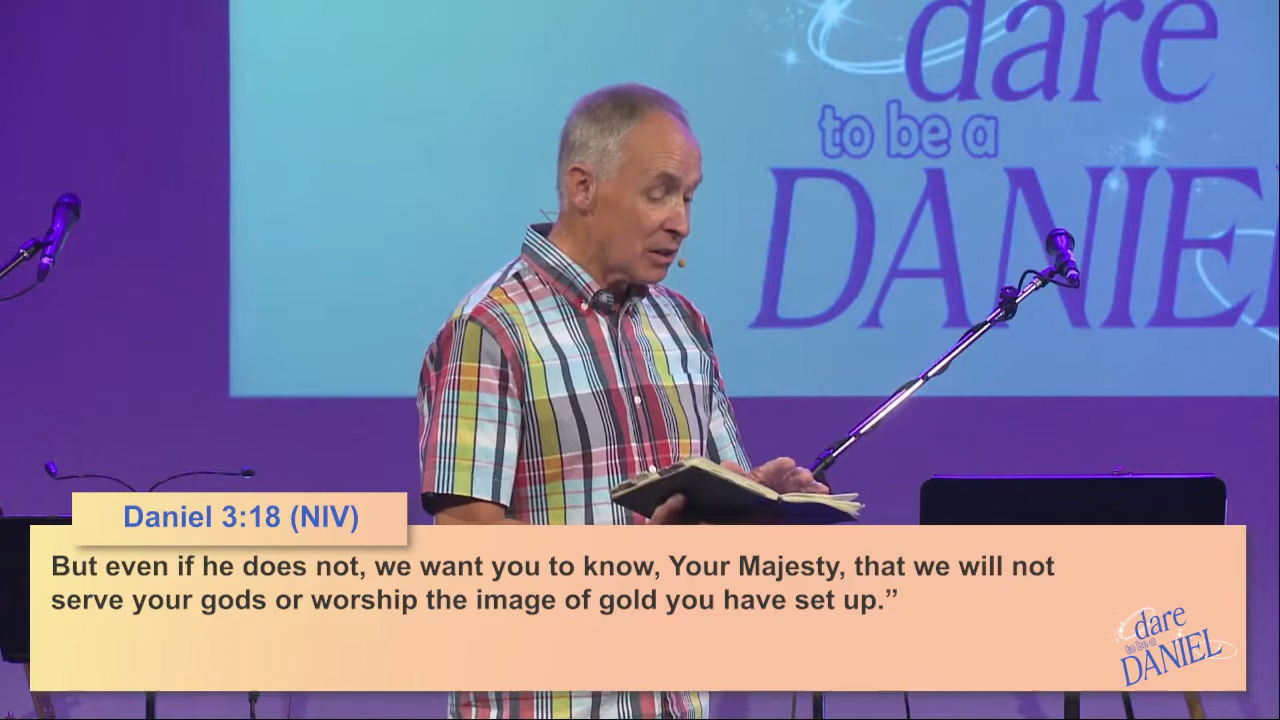 dare
to be a
DANIEL
Daniel 3:18 (NIV)
But even if he does not, we want you to know, Your Majesty, that we will not
serve your gods or worship the image of gold you have set up.”
dare
to be a
DANIEL